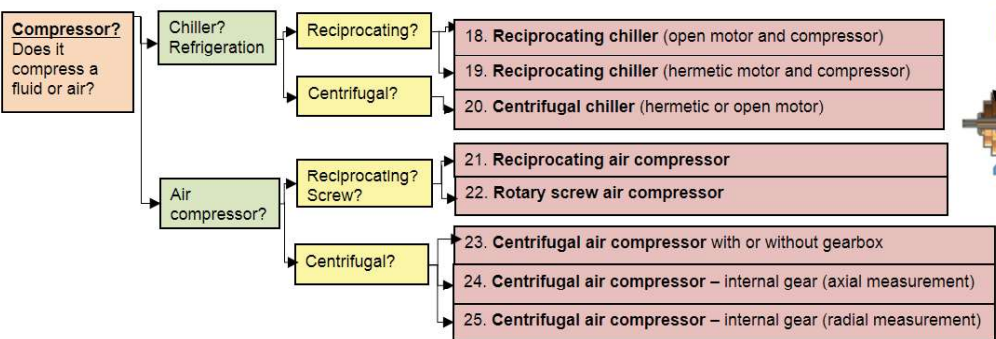 Compressor?
Does it
compress a
fluid or air?
Chiller?
Refrigeration
Reciprocating?
18. Reciprocating chiller (open motor and compressor)
19. Reciprocating chiller (hermetic motor and compressor)
Centrifugal?
20. Centrifugal chiller (hermetic or open motor)
Air
compressor?
Reciprocating?
Screw?
21. Reciprocating air compressor
22. Rotary screw air compressor
Centrifugal?
23. Centrifugal air compressor with or without gearbox
24. Centrifugal air compressor – internal gear (axial measurement)
25. Centrifugal air compressor – internal gear (radial measurement)